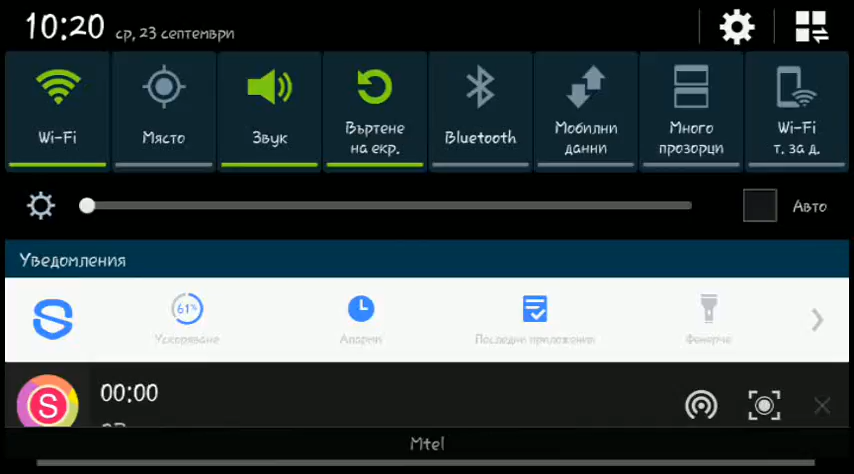 10:20 ср, 23 септември
Wi-Fi
Място
Звук
Въртене
на екр.
Bluetooth
Мобилни
данни
Много
прозорци
Wi-Fi
т. за д.
Авто
Уведомления
61%
Ускоряване
Аларми
Последни приложения
Фенерче
S
00:00
Mtel